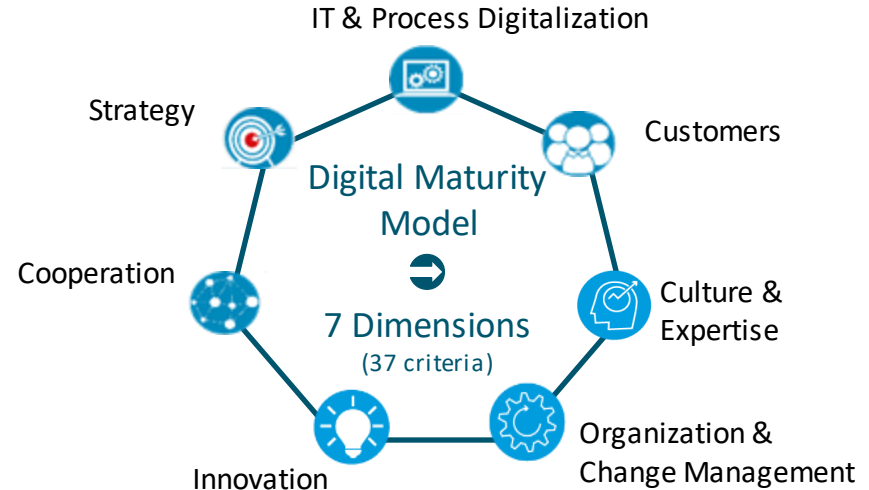 IT & Process Digitalization
Strategy
Customers
Digital Maturity
Model
Cooperation
Culture &
Expertise
7 Dimensions
(37 criteria)
Organization &
Change Management
Innovation